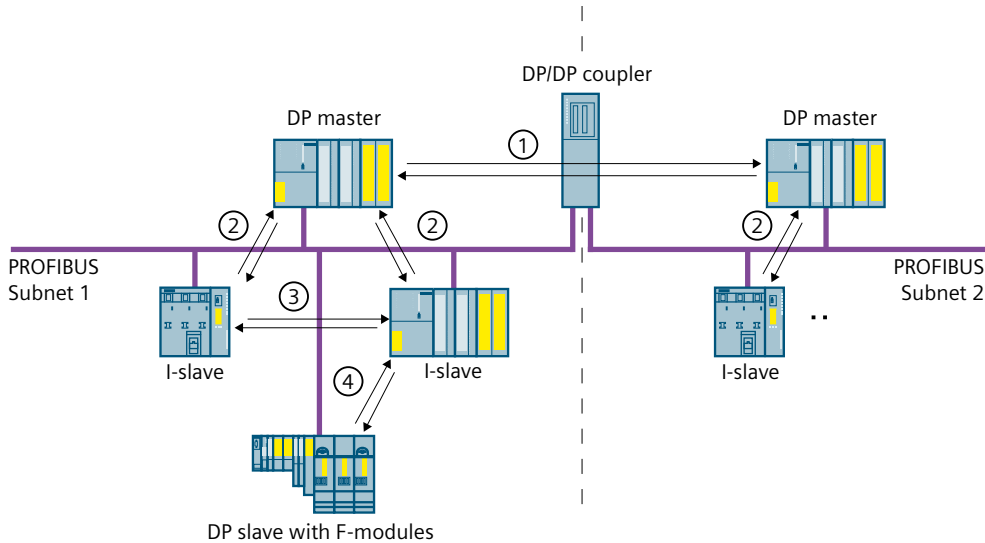 DP/DP coupler
DP master
DP master
1
2
2
2
PROFIBUS
Subnet 1
PROFIBUS
Subnet 2
3
I-slave
I-slave
I-slave
..
4
DP slave with F-modules